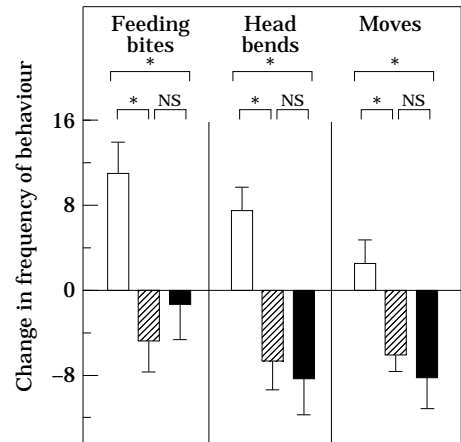 Feeding
bites
Head
bends
Moves
*
*
*
* NS
* NS
* NS
Change in frequency of behaviour
16
8
0
–8